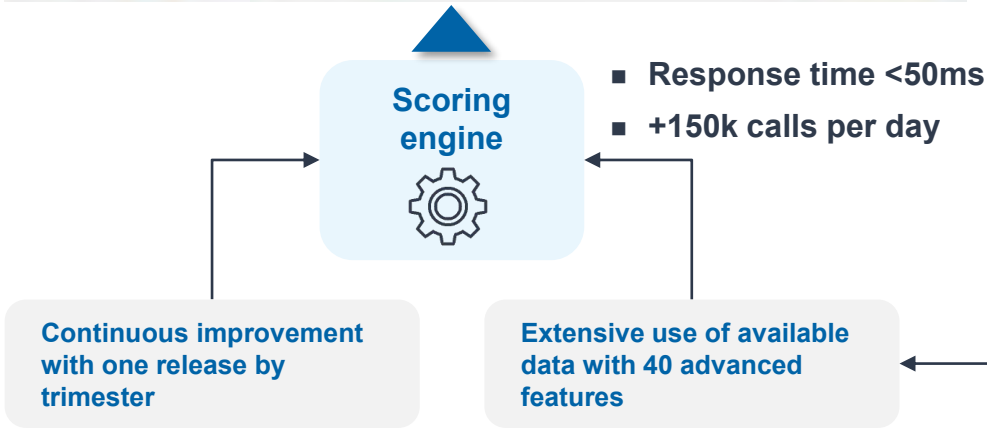 Scoring
engine
■ Response time <50ms
■ +150k calls per day
Continuous improvement
with one release by
trimester
Extensive use of available
data with 40 advanced
features